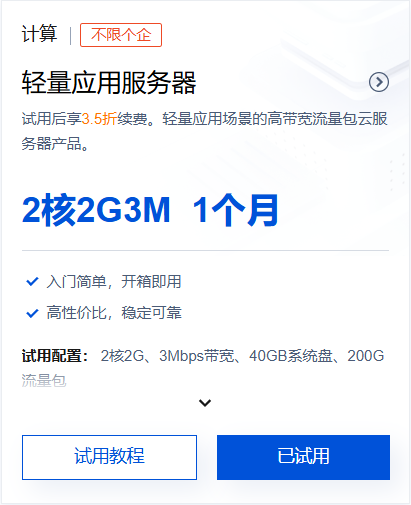 计算 | 不限个企
轻量应用服务器
试用后享3.5折续费。轻量应用场景的高带宽流量包云服
务器产品。
2核2G3M 1个月
入门简单，开箱即用
高性价比，稳定可靠
试用配置： 2核2G、3Mbps带宽、40GB系统盘、200G
流量包
试用教程 已试用